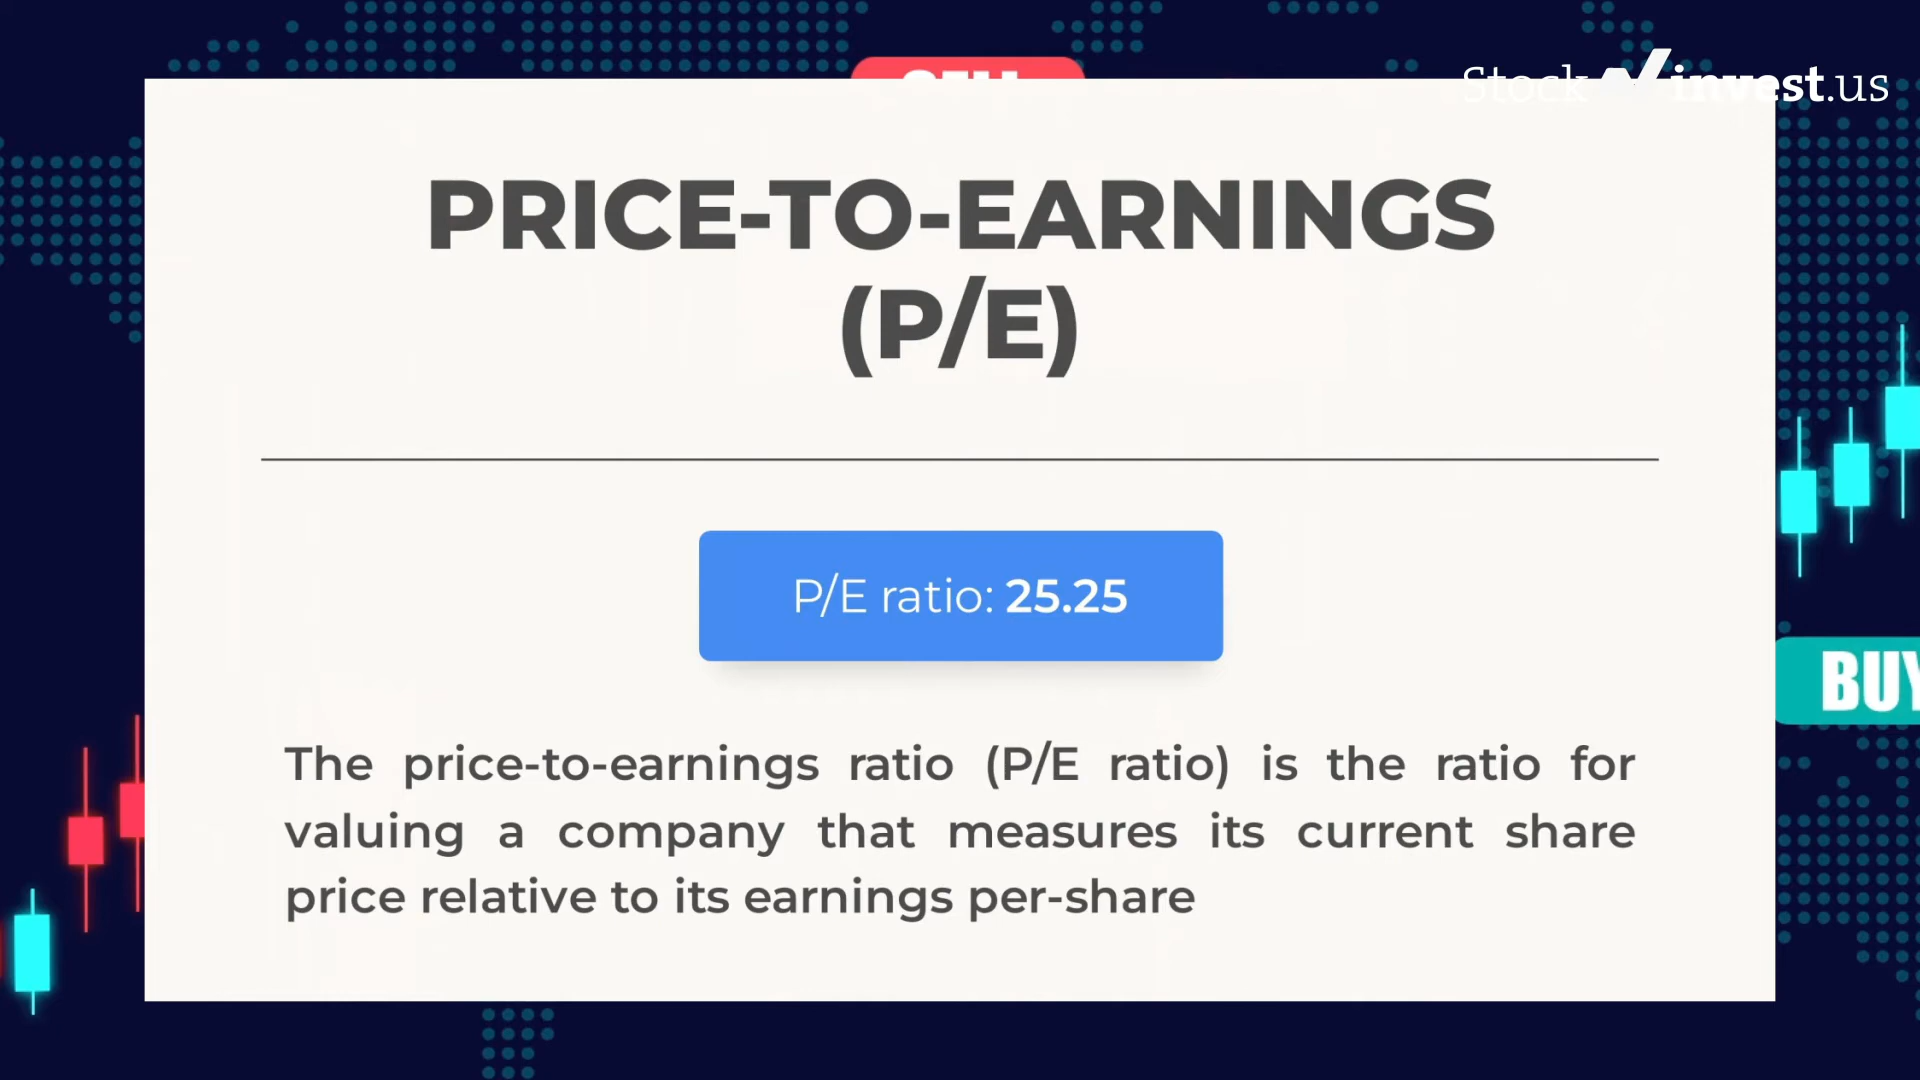 Stockinvest.us
PRICE-TO-EARNINGS
(P/E)
P/E ratio: 25.25
The price-to-earnings ratio (P/E ratio) is the ratio for
valuing a company that measures its current share
price relative to its earnings per-share
BUY